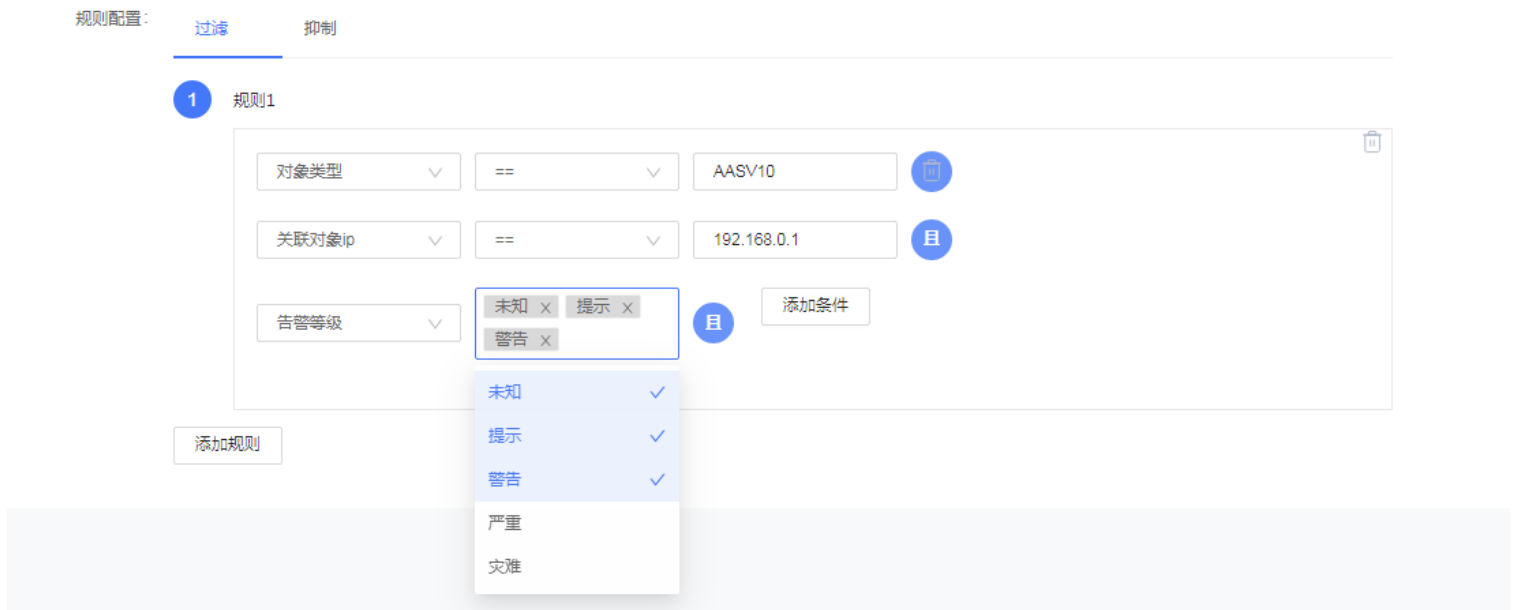 规则配置:
过滤 抑制
1 规则1
对象类型 == AASV10
关联对象ip == 192.168.0.1 且
告警等级 未知 X 提示 X 且 添加条件
警告 X
未知
提示
警告
严重
灾难
添加规则